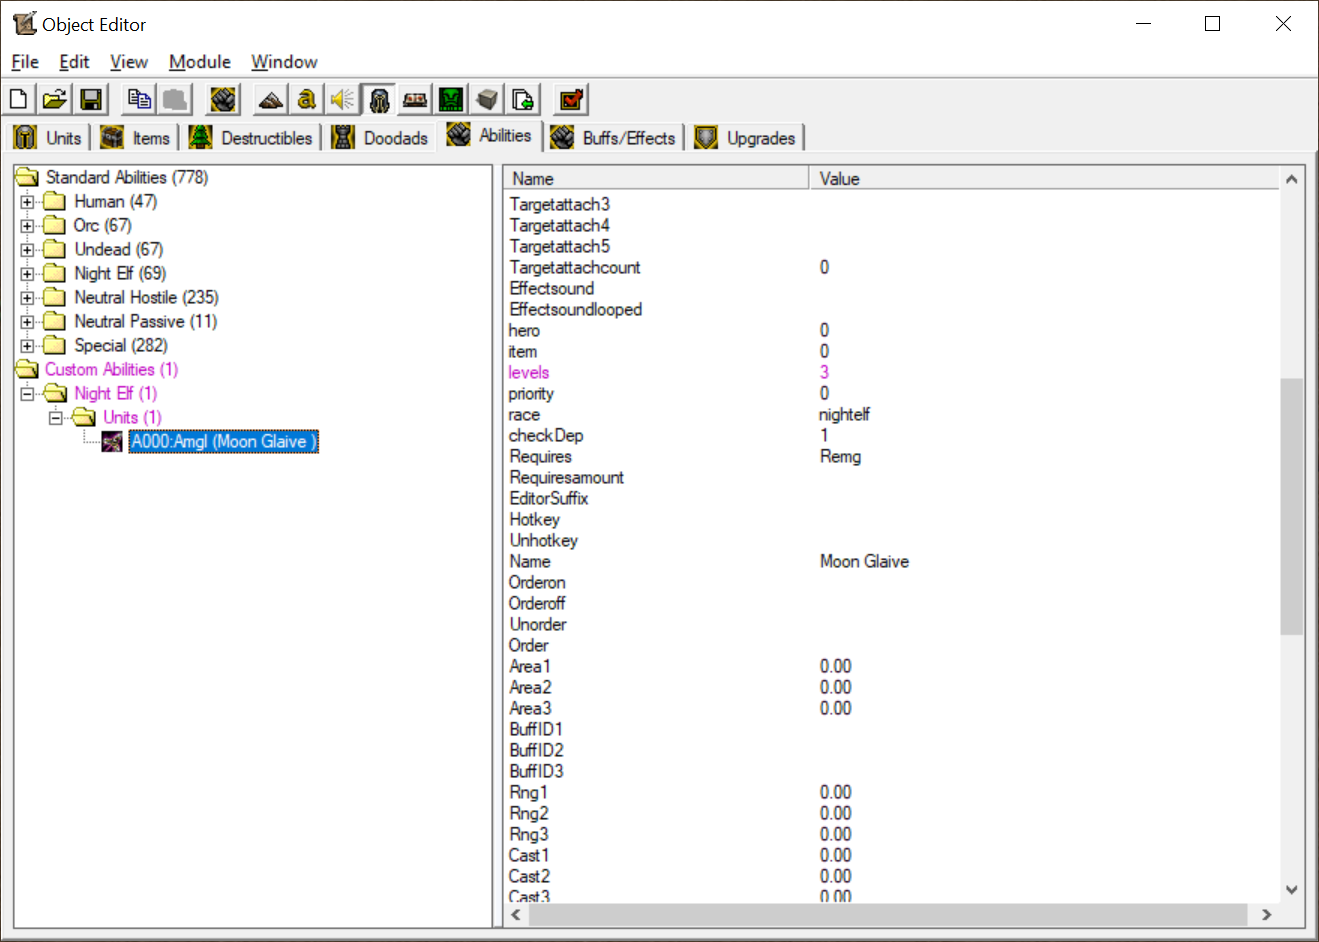 Object Editor
File Edit View Module Window
Units Items Destructibles Doodads Abilities Buffs/Effects Upgrades
Standard Abilities (778)
Human (47)
Orc (67)
Undead (67)
Night Elf (69)
Neutral Hostile (235)
Neutral Passive (11)
Special (282)
Custom Abilities (1)
Night Elf (1)
Units (1)
A000:Amgl (Moon Glaive )
Name Value
Targetattach3
Targetattach4
Targetattach5
Targetattachcount 0
Effectsound
Effectsoundlooped
hero 0
item 0
levels 3
priority 0
race nightelf
checkDep 1
Requires Remg
Requiresamount
EditorSuffix
Hotkey
Unhotkey
Name Moon Glaive
Orderon
Orderoff
Unorder
Order
Area1 0.00
Area2 0.00
Area3 0.00
BuffID1
BuffID2
BuffID3
Rng1 0.00
Rng2 0.00
Rng3 0.00
Cast1 0.00
Cast2 0.00
Cast3 0.00